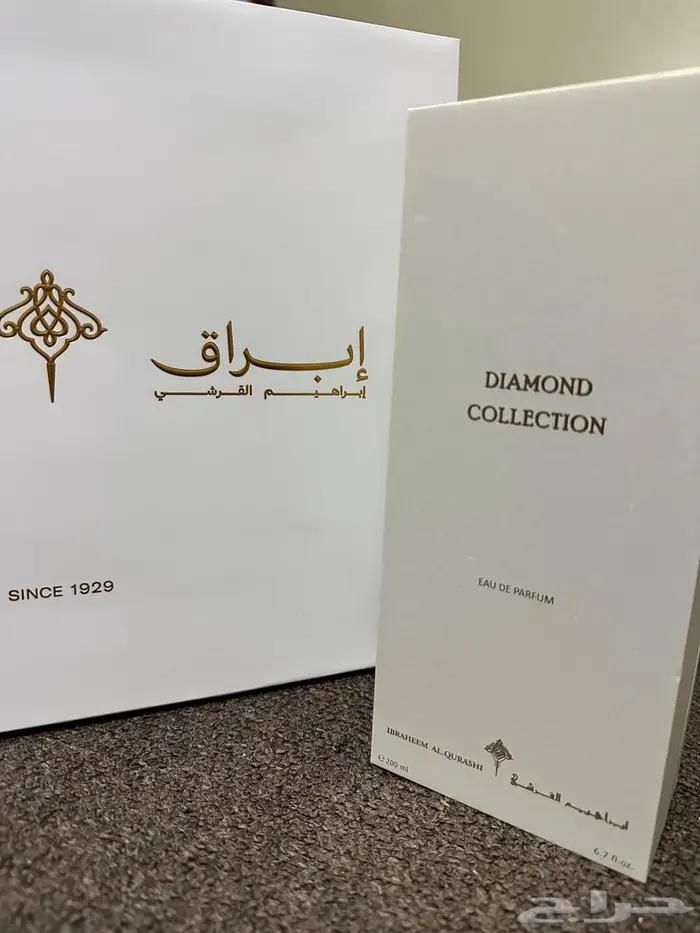 إبراق
إبراهيم القرشي
SINCE 1929
DIAMOND
COLLECTION
EAU DE PARFUM
IBRAHEEM AL.QURASHI
ابراهيم القرشي
e 200 ml
6.7 fl.oz.
حراج